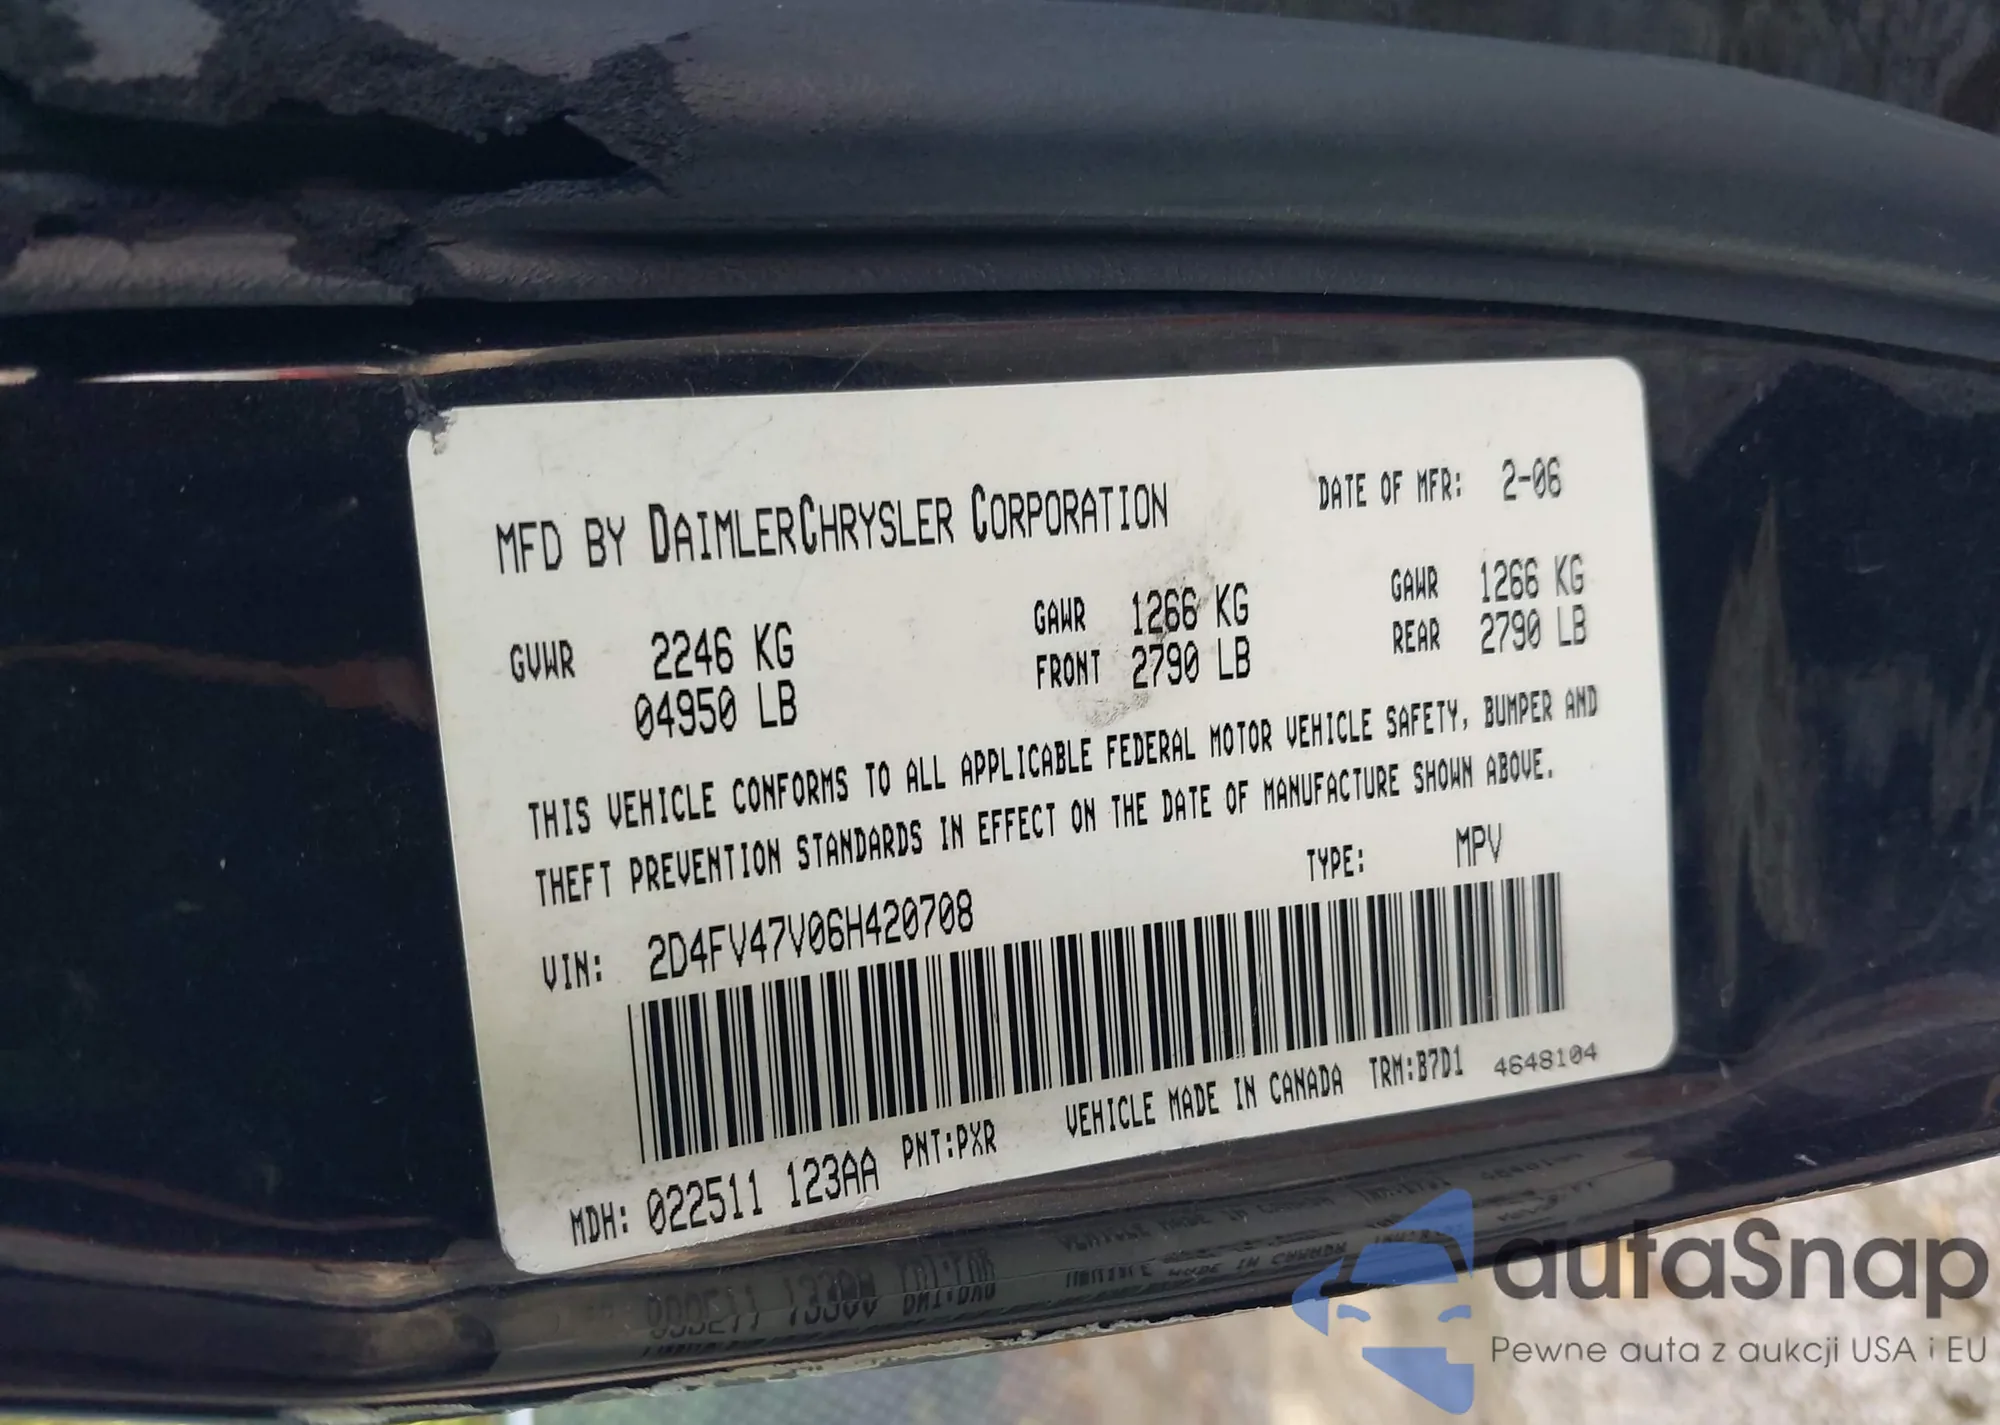 MFD BY DAIMLERCHRYSLER CORPORATION DATE OF MFR: 2-06
GVWR 2246 KG GAWR 1266 KG GAWR 1266 KG
04950 LB FRONT 2790 LB REAR 2790 LB
THIS VEHICLE CONFORMS TO ALL APPLICABLE FEDERAL MOTOR VEHICLE SAFETY, BUMPER AND
THEFT PREVENTION STANDARDS IN EFFECT ON THE DATE OF MANUFACTURE SHOWN ABOVE.
VIN: 2D4FV47V06H420708 TYPE: MPV
MDH: 022511 123AA PNT:PXR VEHICLE MADE IN CANADA TRM:B7D1 4648104
autaSnap
Pewne auta z aukcji USA i EU